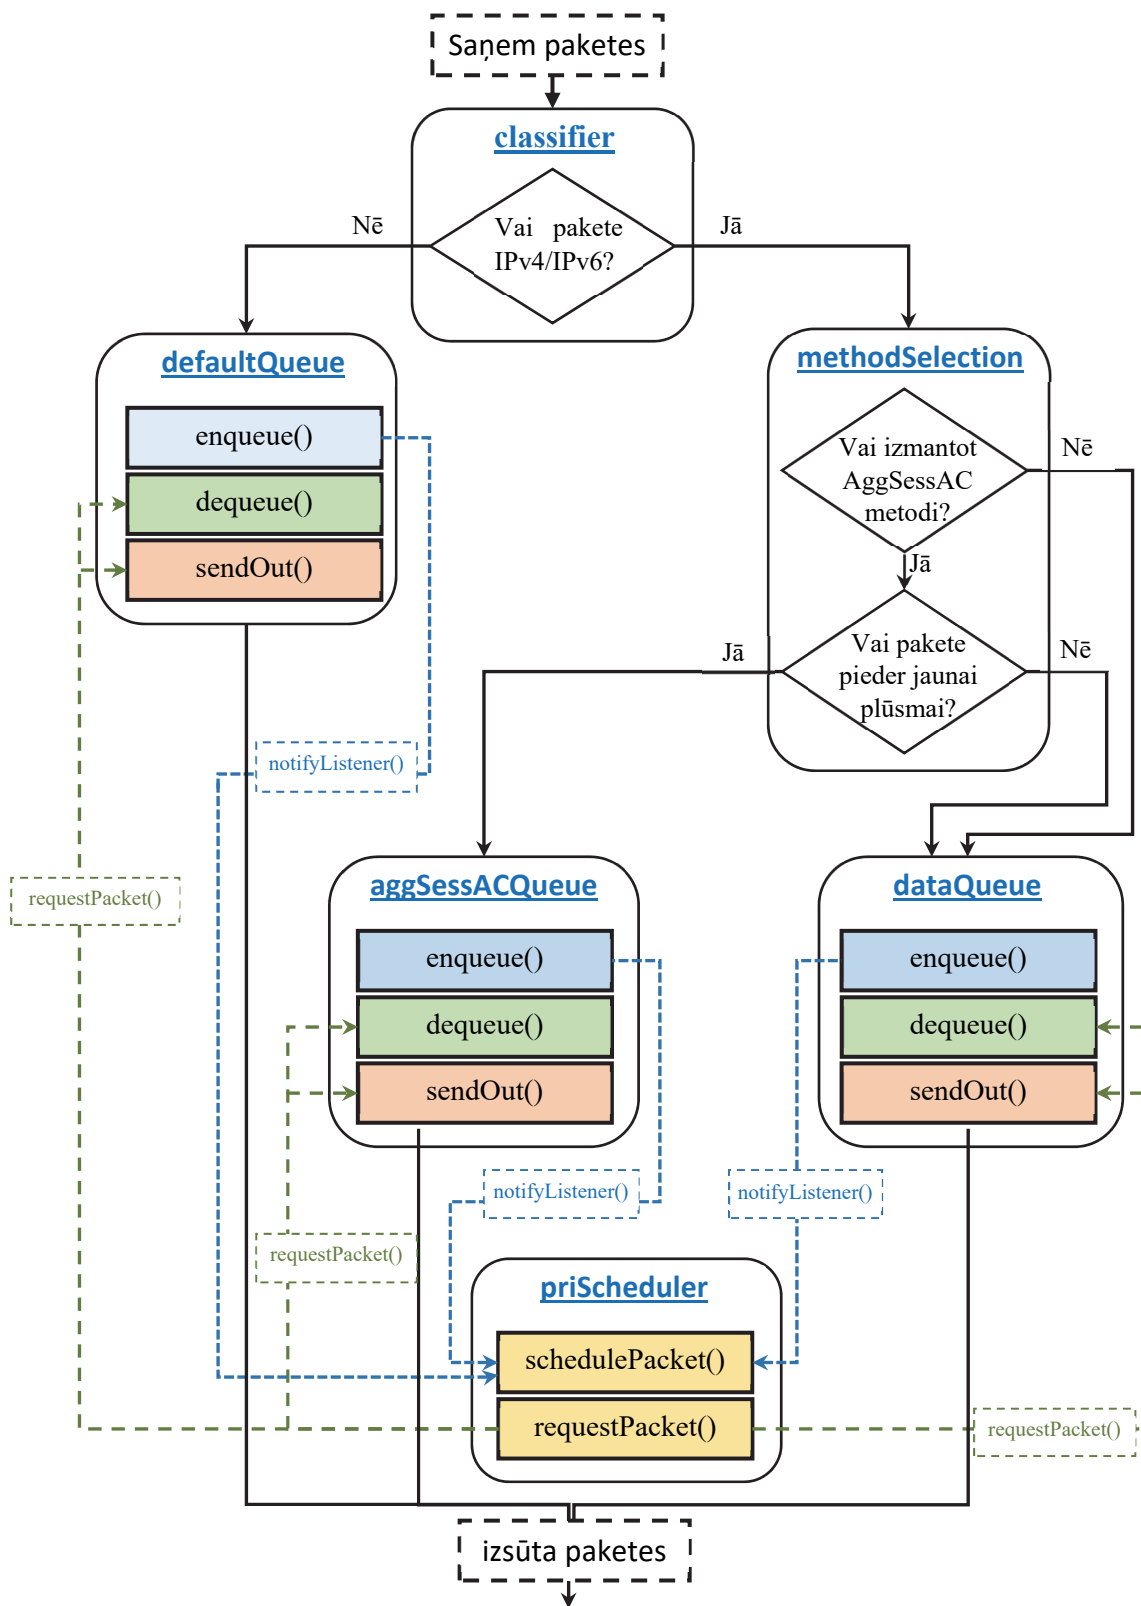 Saņem paketes
classifier
Nē
Vai pakete
IPv4/IPv6?
Jā
defaultQueue
enqueue()
dequeue()
sendOut()
methodSelection
Vai izmantot
AggSessAC
metodi?
Nē
Jā
Vai pakete
pieder jaunai
plūsmai?
Jā
Nē
notifyListener()
requestPacket()
aggSessACQueue
enqueue()
dequeue()
sendOut()
dataQueue
enqueue()
dequeue()
sendOut()
notifyListener()
notifyListener()
requestPacket()
priScheduler
schedulePacket()
requestPacket()
requestPacket()
izsūta paketes